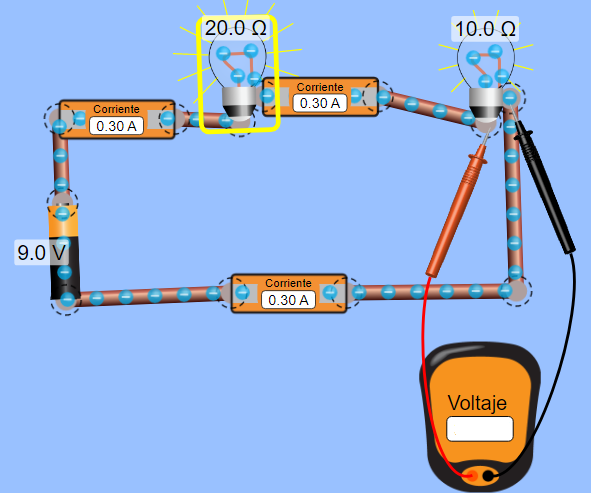 20.0 Ω
10.0 Ω
Corriente
0.30 A
Corriente
0.30 A
9.0 V
Corriente
0.30 A
Voltaje